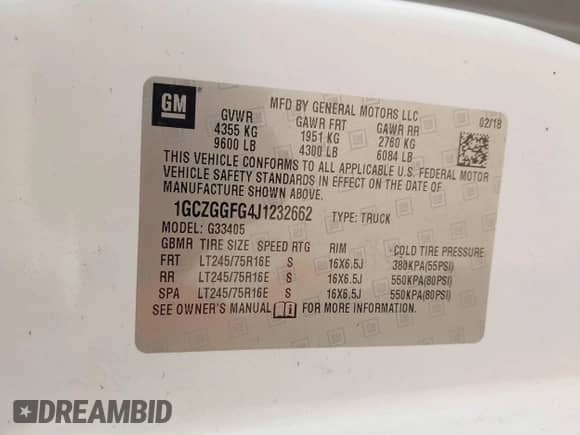 GM
MFD BY GENERAL MOTORS LLC
02/18
GVWR GAWR FRT GAWR RR
4355 KG 1951 KG 2760 KG
9600 LB 4300 LB 6084 LB
THIS VEHICLE CONFORMS TO ALL APPLICABLE U.S. FEDERAL MOTOR
VEHICLE SAFETY STANDARDS IN EFFECT ON THE DATE OF
MANUFACTURE SHOWN ABOVE.
1GCZGGFG4J1232662 TYPE: TRUCK
MODEL: G33405
GBMR TIRE SIZE SPEED RTG RIM COLD TIRE PRESSURE
FRT LT245/75R16E S 16X6.5J 380KPA(55PSI)
RR LT245/75R16E S 16X6.5J 550KPA(80PSI)
SPA LT245/75R16E S 16X6.5J 550KPA(80PSI)
SEE OWNER'S MANUAL FOR MORE INFORMATION.
DREAMBID